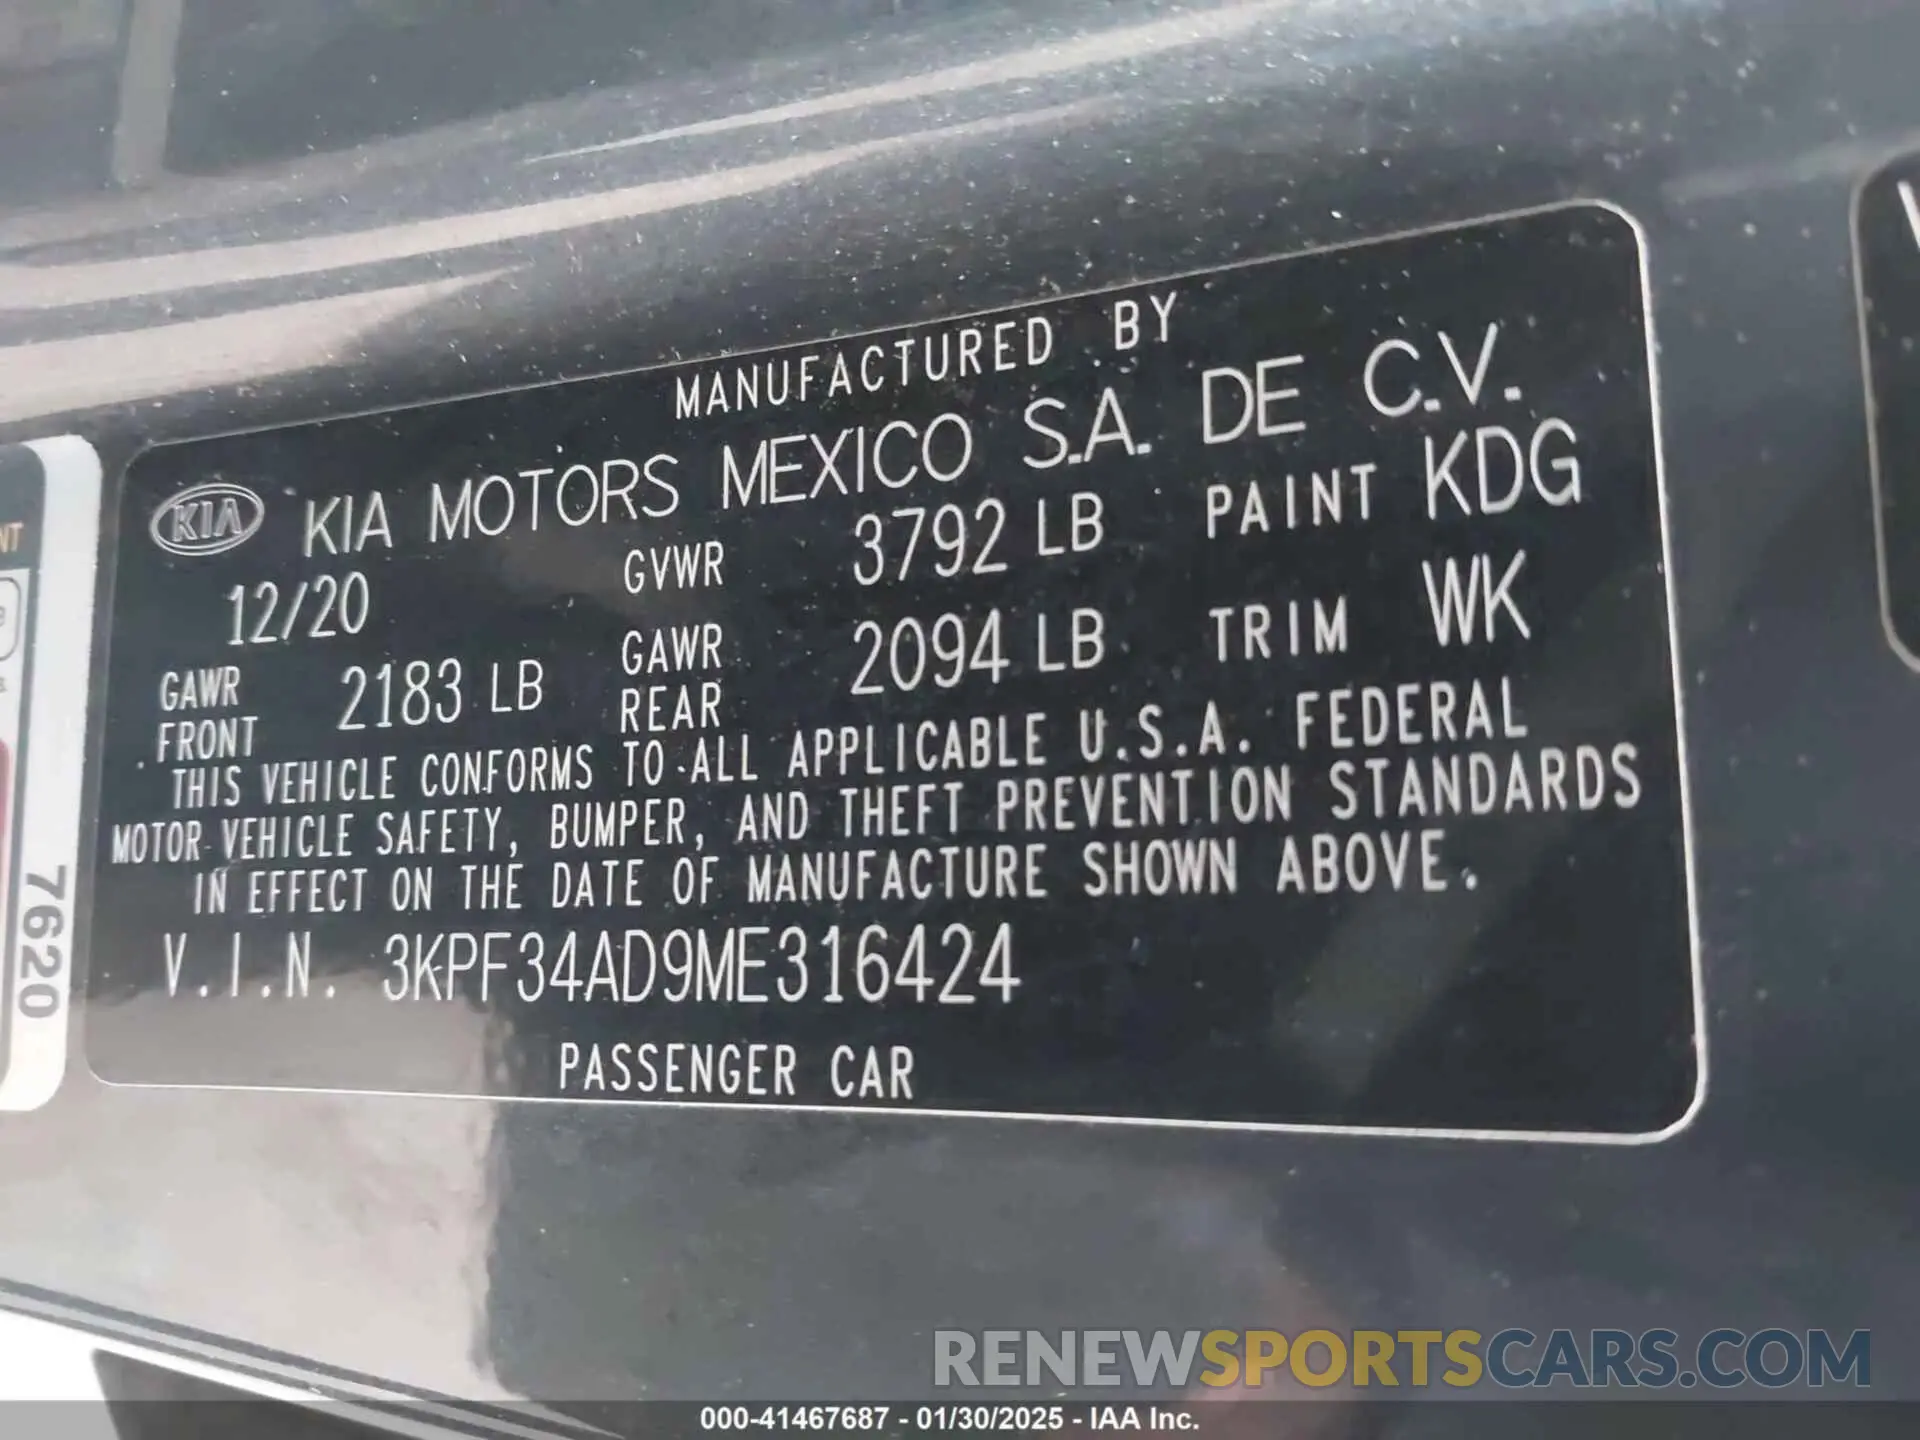 MANUFACTURED BY
KIA KIA MOTORS MEXICO S.A. DE C.V.
12/20 GVWR 3792 LB PAINT KDG
GAWR FRONT 2183 LB GAWR REAR 2094 LB TRIM WK
THIS VEHICLE CONFORMS TO ALL APPLICABLE U.S.A. FEDERAL
MOTOR VEHICLE SAFETY, BUMPER, AND THEFT PREVENTION STANDARDS
IN EFFECT ON THE DATE OF MANUFACTURE SHOWN ABOVE.
V.I.N. 3KPF34AD9ME316424
PASSENGER CAR
7620
RENEWSPORTSCARS.COM
000-41467687 - 01/30/2025 - IAA Inc.